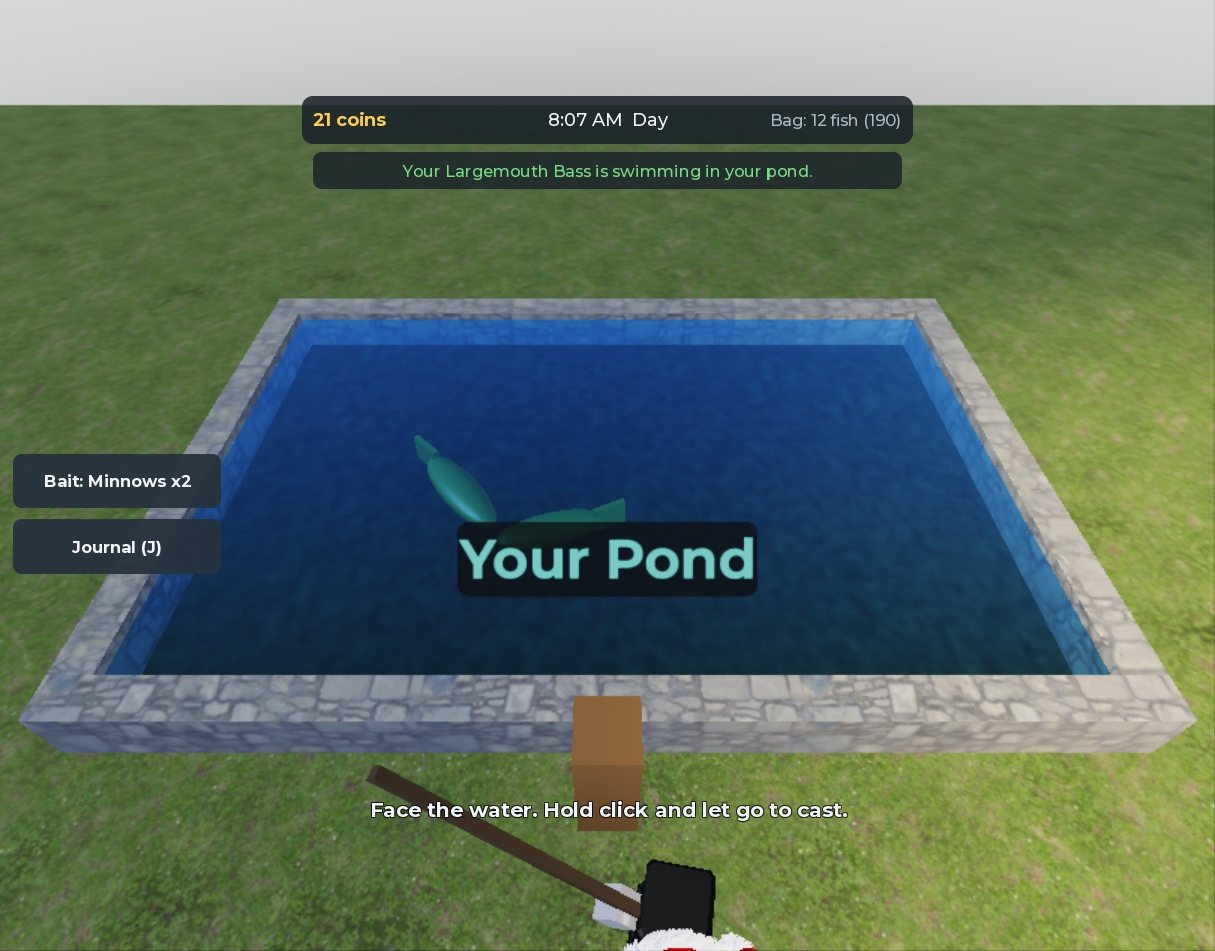 21 coins
8:07 AM Day
Bag: 12 fish (190)
Your Largemouth Bass is swimming in your pond.
Bait: Minnows x2
Your Pond
Journal (J)
Face the water. Hold click and let go to cast.